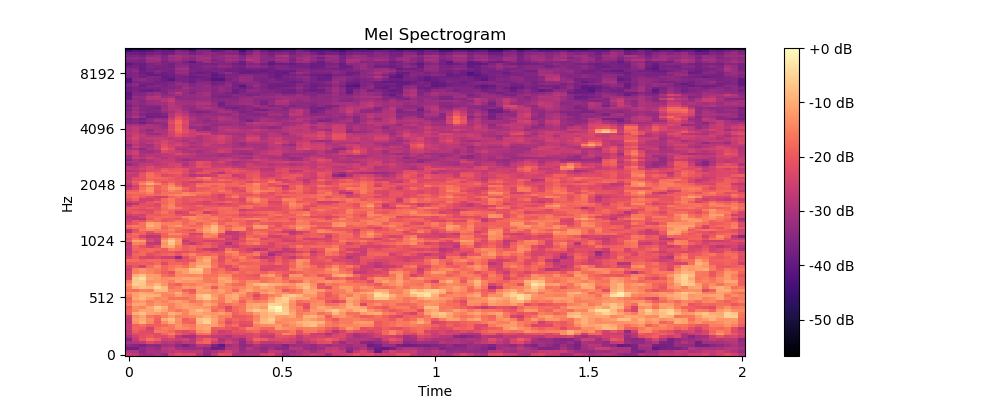 Mel Spectrogram
Hz
8192
4096
2048
1024
512
0
0 0.5 1 1.5 2
Time
+0 dB
-10 dB
-20 dB
-30 dB
-40 dB
-50 dB